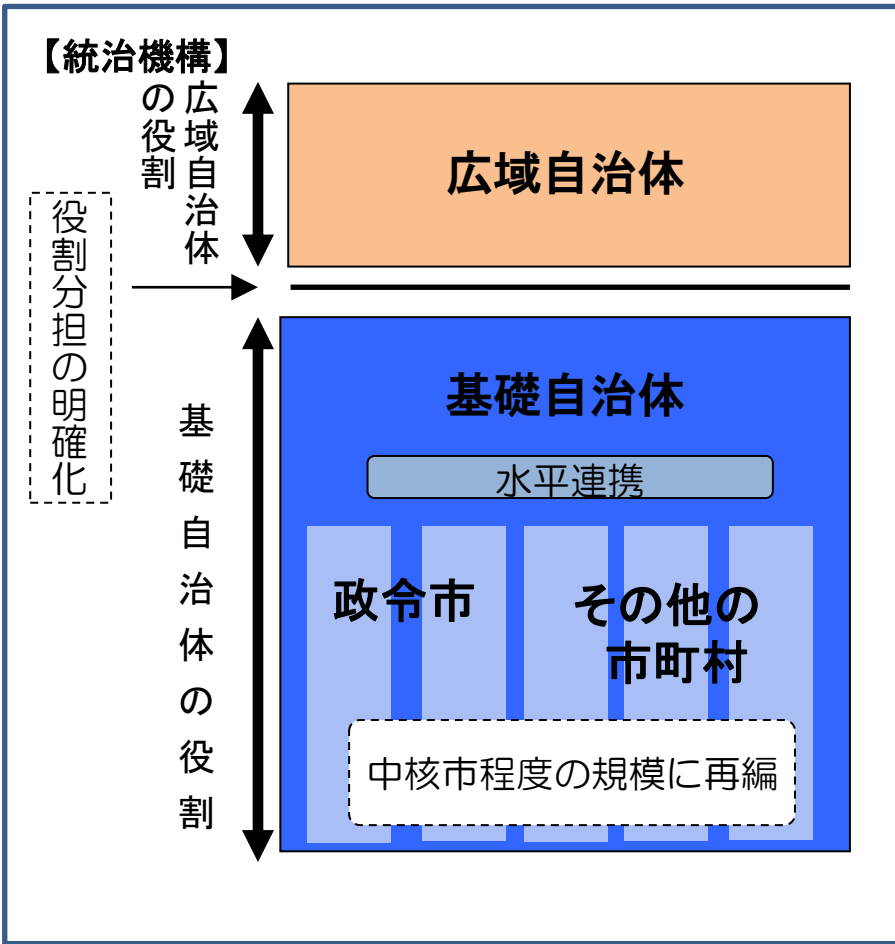 【統治機構】
広域自治体
の役割
広域自治体
役割分担の明確化
基礎自治体の役割
基礎自治体
水平連携
政令市
その他の
市町村
中核市程度の規模に再編